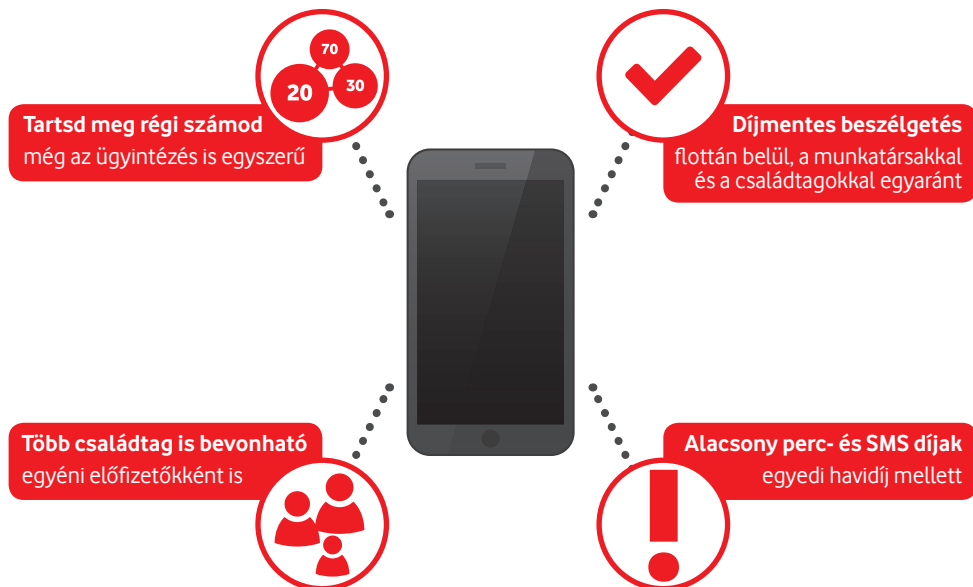 70
20
30
Tartsd meg régi számod
még az ügyintézés is egyszerű
Díjmentes beszélgetés
flottán belül, a munkatársakkal
és a családtagokkal egyaránt
Több családtag is bevonható
egyéni előfizetőkként is
Alacsony perc- és SMS díjak
egyedi havidíj mellett